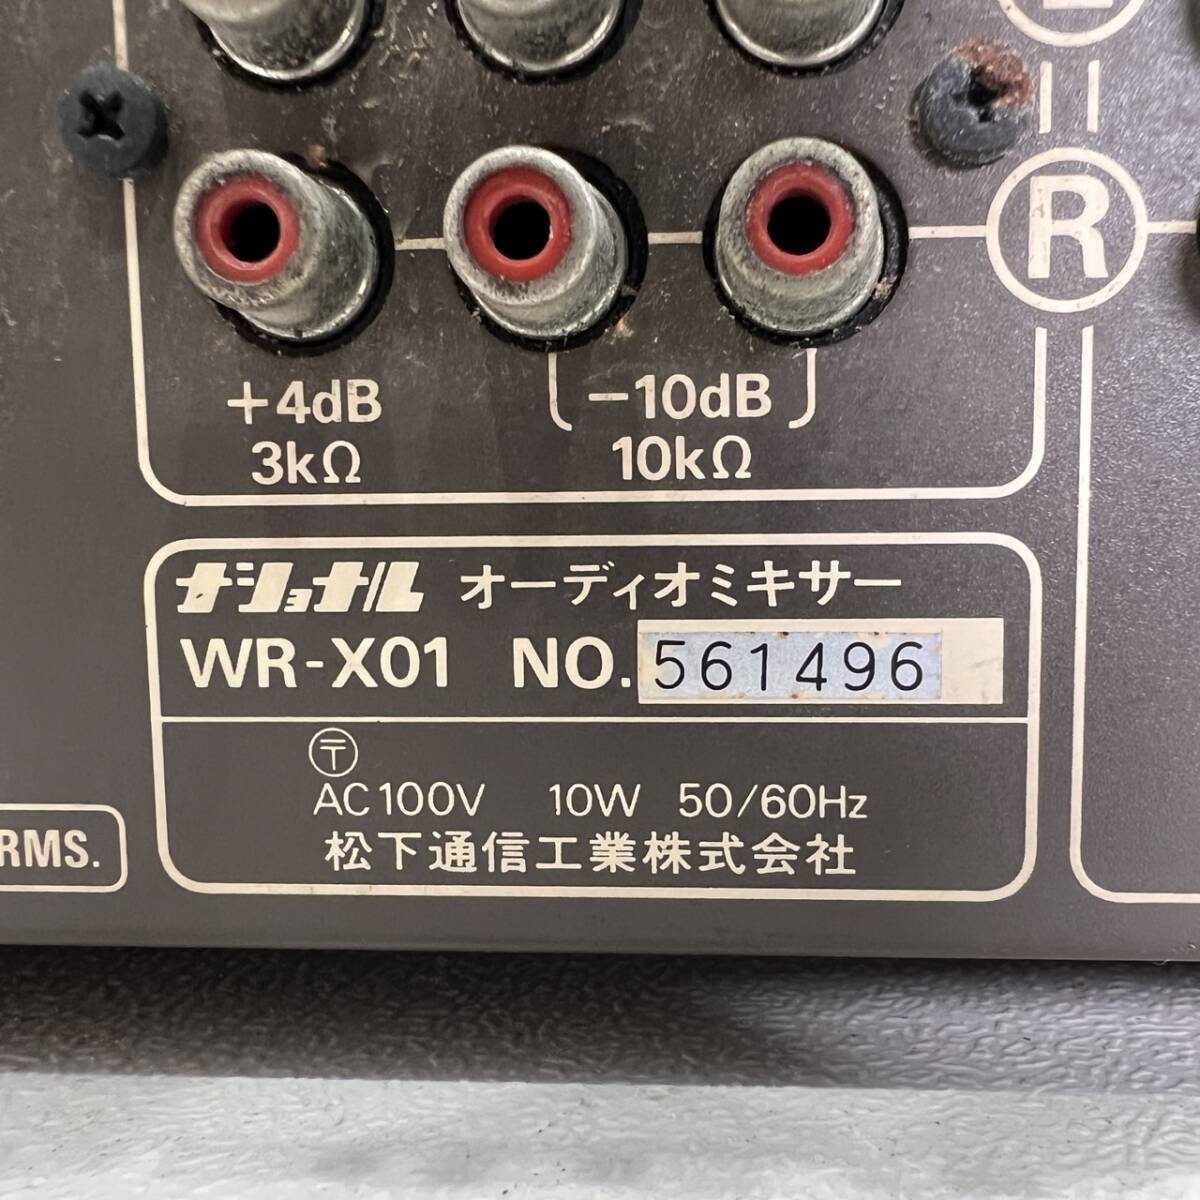 R
+4dB -10dB
3kΩ 10kΩ
ナショナル オーディオミキサー
WR-X01 NO. 561496
〒
AC100V 10W 50/60Hz
松下通信工業株式会社
RMS.